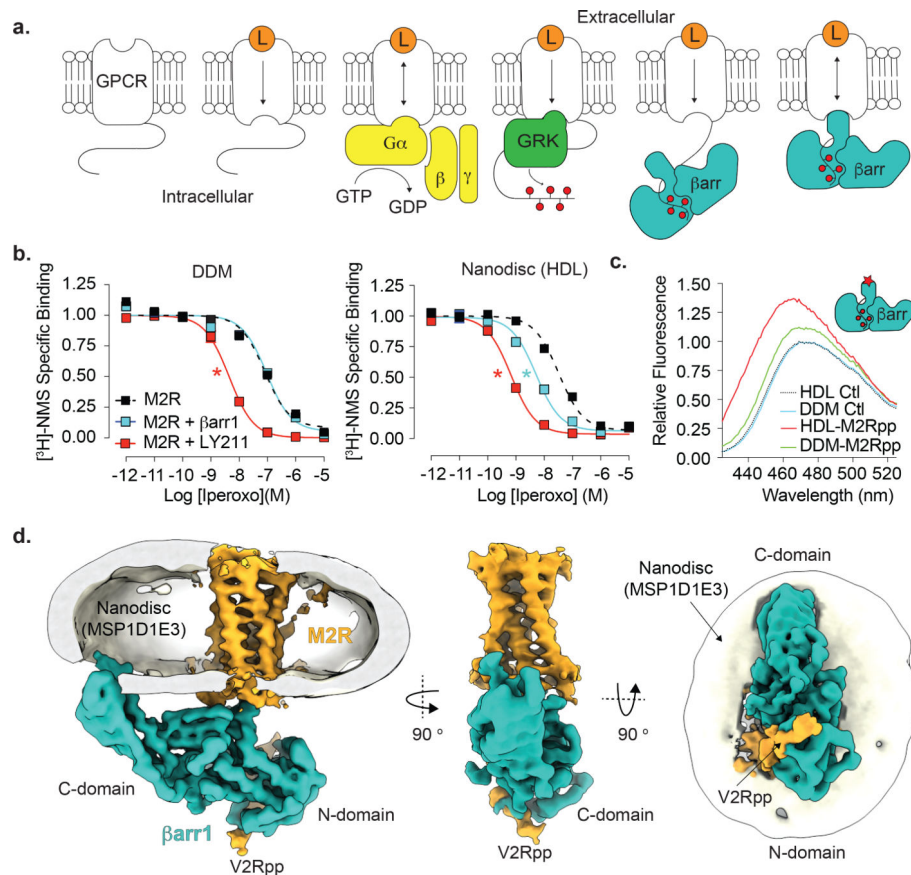 a.
Extracellular
L
L
L
L
L
GPCR
Gα
β
γ
GRK
βarr
βarr
GTP
GDP
Intracellular
b.
DDM
[³H]-NMS Specific Binding
1.25
1.00
0.75
0.50
0.25
0.00
*
M2R
M2R + βarr1
M2R + LY211
-12 -11 -10 -9 -8 -7 -6 -5
Log [Iperoxo](M)
Nanodisc (HDL)
[³H]-NMS Specific Binding
1.25
1.00
0.75
0.50
0.25
0.00
* *
-12 -11 -10 -9 -8 -7 -6 -5
Log [Iperoxo] (M)
c.
Relative Fluorescence
1.50
1.25
1.00
0.75
0.50
0.25
0.00
βarr
HDL Ctl
DDM Ctl
HDL-M2Rpp
DDM-M2Rpp
440 460 480 500 520
Wavelength (nm)
d.
Nanodisc
(MSP1D1E3)
M2R
C-domain
N-domain
βarr1
V2Rpp
90 º
C-domain
V2Rpp
90 º
C-domain
Nanodisc
(MSP1D1E3)
V2Rpp
N-domain